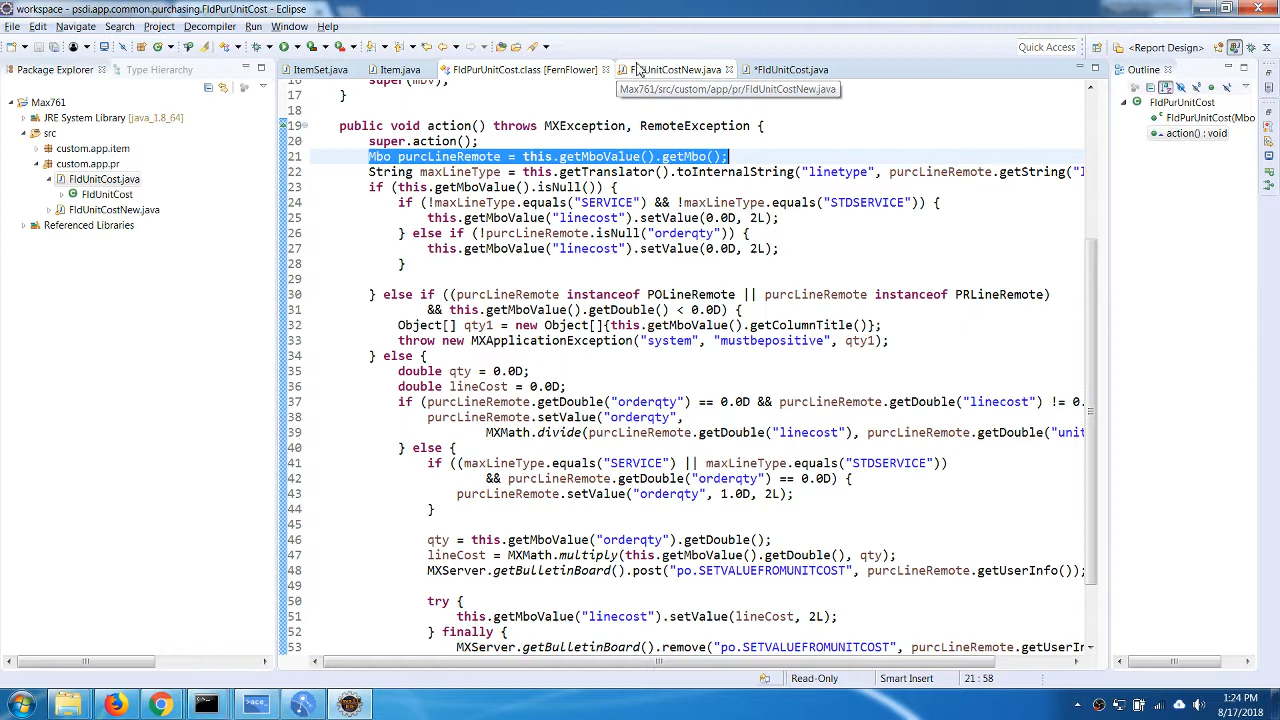 workspace - psdi.app.common.purchasing.FldPurUnitCost - Eclipse
File Edit Navigate Search Project Decompiler Run Window Help
Quick Access
<Report Design>
Package Explorer
Type Hierarchy
ItemSet.java
Item.java
FldPurUnitCost.class [FernFlower]
FldUnitCostNew.java
*FldUnitCost.java
Outline
Max761/src/custom/app/pr/FldUnitCostNew.java
Max761
JRE System Library [java_1.8_64]
src
custom.app.item
custom.app.pr
FldUnitCost.java
FldUnitCost
FldUnitCostNew.java
Referenced Libraries
16 super(mbv);
17 }
18
19 public void action() throws MXException, RemoteException {
20 super.action();
21 Mbo purcLineRemote = this.getMboValue().getMbo();
22 String maxLineType = this.getTranslator().toInternalString("linetype", purcLineRemote.getString("l
23 if (this.getMboValue().isNull()) {
24 if (!maxLineType.equals("SERVICE") && !maxLineType.equals("STDSERVICE")) {
25 this.getMboValue("linecost").setValue(0.0D, 2L);
26 } else if (!purcLineRemote.isNull("orderqty")) {
27 this.getMboValue("linecost").setValue(0.0D, 2L);
28 }
29
30 } else if ((purcLineRemote instanceof POLineRemote || purcLineRemote instanceof PRLineRemote)
31 && this.getMboValue().getDouble() < 0.0D) {
32 Object[] qty1 = new Object[]{this.getMboValue().getColumnTitle()};
33 throw new MXApplicationException("system", "mustbepositive", qty1);
34 } else {
35 double qty = 0.0D;
36 double lineCost = 0.0D;
37 if (purcLineRemote.getDouble("orderqty") == 0.0D && purcLineRemote.getDouble("linecost") != 0.
38 purcLineRemote.setValue("orderqty",
39 MXMath.divide(purcLineRemote.getDouble("linecost"), purcLineRemote.getDouble("unit
40 } else {
41 if ((maxLineType.equals("SERVICE") || maxLineType.equals("STDSERVICE"))
42 && purcLineRemote.getDouble("orderqty") == 0.0D) {
43 purcLineRemote.setValue("orderqty", 1.0D, 2L);
44 }
45
46 qty = this.getMboValue("orderqty").getDouble();
47 lineCost = MXMath.multiply(this.getMboValue().getDouble(), qty);
48 MXServer.getBulletinBoard().post("po.SETVALUEFROMUNITCOST", purcLineRemote.getUserInfo());
49
50 try {
51 this.getMboValue("linecost").setValue(lineCost, 2L);
52 } finally {
53 MXServer.getBulletinBoard().remove("po.SETVALUEFROMUNITCOST", purcLineRemote.getUserIn
FldPurUnitCost
FldPurUnitCost(Mbo
action() : void
Read-Only
Smart Insert
21 : 58
1:24 PM
8/17/2018